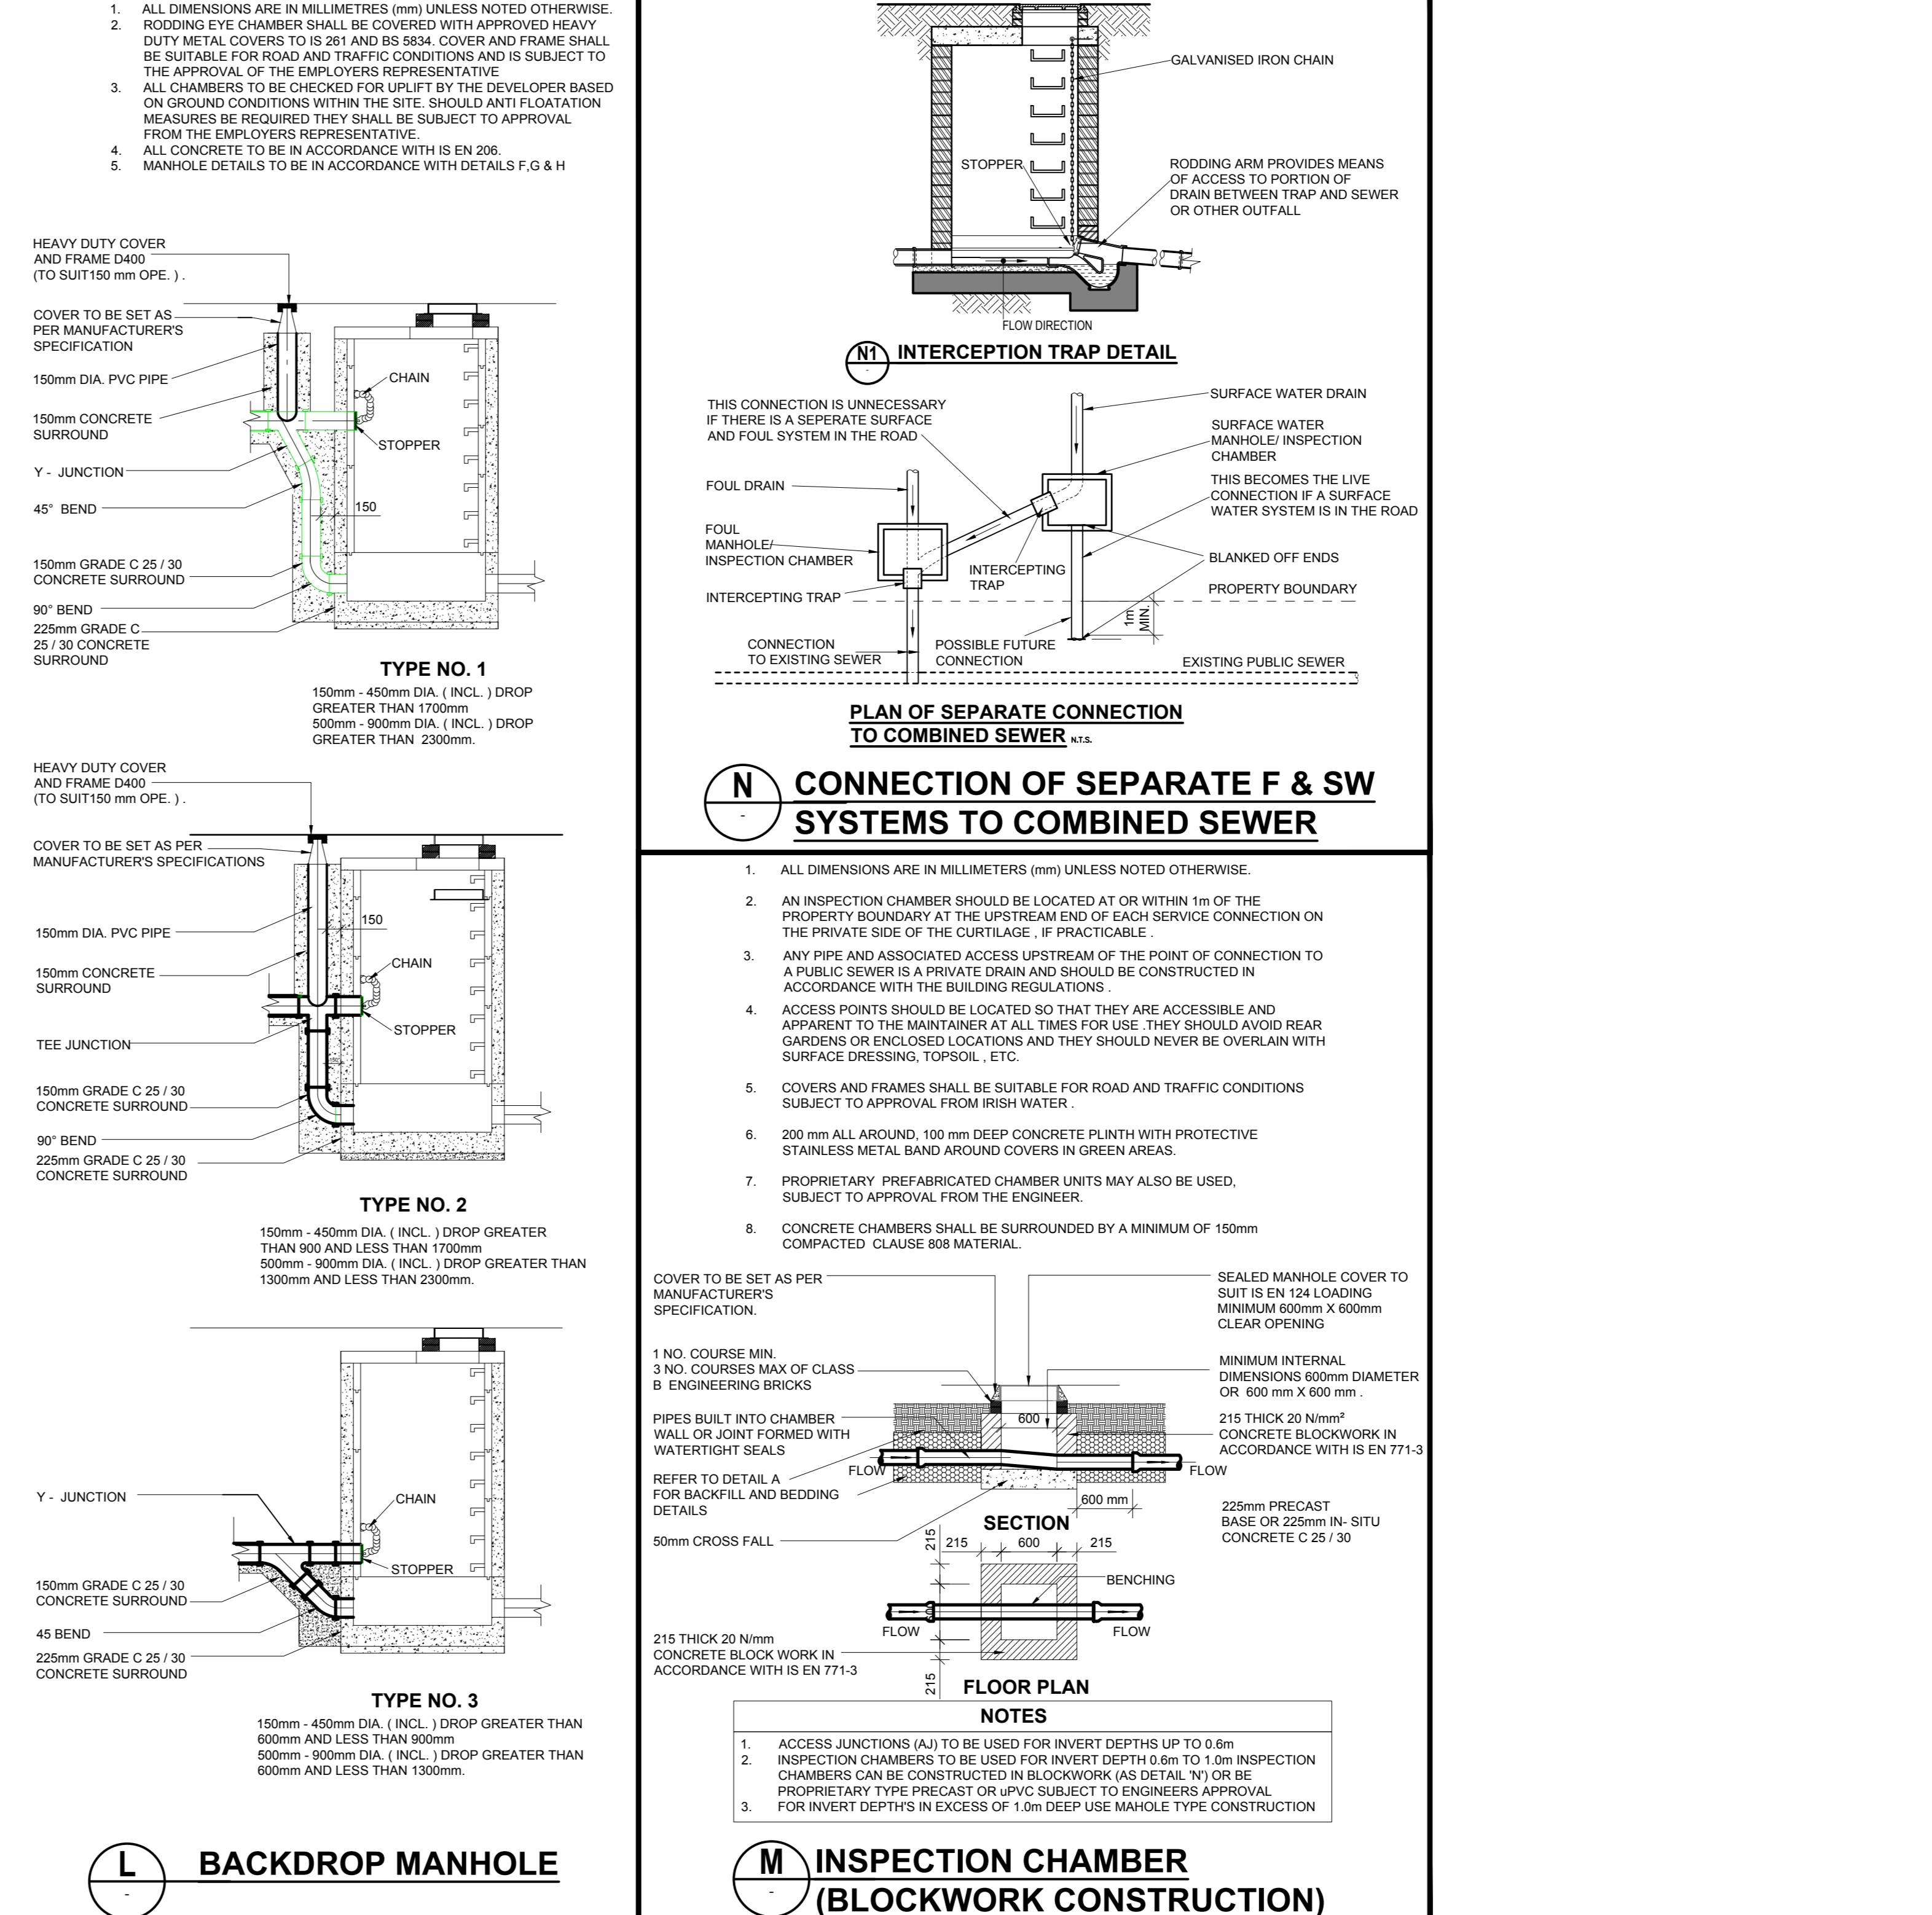 1. ALL DIMENSIONS ARE IN MILLIMETRES (mm) UNLESS NOTED OTHERWISE.
2. RODDING EYE CHAMBER SHALL BE COVERED WITH APPROVED HEAVY
DUTY METAL COVERS TO IS 261 AND BS 5834. COVER AND FRAME SHALL
BE SUITABLE FOR ROAD AND TRAFFIC CONDITIONS AND IS SUBJECT TO
THE APPROVAL OF THE EMPLOYERS REPRESENTATIVE
3. ALL CHAMBERS TO BE CHECKED FOR UPLIFT BY THE DEVELOPER BASED
ON GROUND CONDITIONS WITHIN THE SITE. SHOULD ANTI FLOATATION
MEASURES BE REQUIRED THEY SHALL BE SUBJECT TO APPROVAL
FROM THE EMPLOYERS REPRESENTATIVE.
4. ALL CONCRETE TO BE IN ACCORDANCE WITH IS EN 206.
5. MANHOLE DETAILS TO BE IN ACCORDANCE WITH DETAILS F,G & H
HEAVY DUTY COVER
AND FRAME D400
(TO SUIT150 mm OPE. ) .
COVER TO BE SET AS
PER MANUFACTURER'S
SPECIFICATION
150mm DIA. PVC PIPE
150mm CONCRETE
SURROUND
Y - JUNCTION
45° BEND
150mm GRADE C 25 / 30
CONCRETE SURROUND
90° BEND
225mm GRADE C
25 / 30 CONCRETE
SURROUND
CHAIN
STOPPER
150
TYPE NO. 1
150mm - 450mm DIA. ( INCL. ) DROP
GREATER THAN 1700mm
500mm - 900mm DIA. ( INCL. ) DROP
GREATER THAN 2300mm.
HEAVY DUTY COVER
AND FRAME D400
(TO SUIT150 mm OPE. ) .
COVER TO BE SET AS PER
MANUFACTURER'S SPECIFICATIONS
150mm DIA. PVC PIPE
150mm CONCRETE
SURROUND
TEE JUNCTION
150mm GRADE C 25 / 30
CONCRETE SURROUND
90° BEND
225mm GRADE C 25 / 30
CONCRETE SURROUND
150
CHAIN
STOPPER
TYPE NO. 2
150mm - 450mm DIA. ( INCL. ) DROP GREATER
THAN 900 AND LESS THAN 1700mm
500mm - 900mm DIA. ( INCL. ) DROP GREATER THAN
1300mm AND LESS THAN 2300mm.
Y - JUNCTION
150mm GRADE C 25 / 30
CONCRETE SURROUND
45 BEND
225mm GRADE C 25 / 30
CONCRETE SURROUND
CHAIN
STOPPER
TYPE NO. 3
150mm - 450mm DIA. ( INCL. ) DROP GREATER THAN
600mm AND LESS THAN 900mm
500mm - 900mm DIA. ( INCL. ) DROP GREATER THAN
600mm AND LESS THAN 1300mm.
L
-
BACKDROP MANHOLE
GALVANISED IRON CHAIN
STOPPER
RODDING ARM PROVIDES MEANS
OF ACCESS TO PORTION OF
DRAIN BETWEEN TRAP AND SEWER
OR OTHER OUTFALL
FLOW DIRECTION
N1
-
INTERCEPTION TRAP DETAIL
THIS CONNECTION IS UNNECESSARY
IF THERE IS A SEPERATE SURFACE
AND FOUL SYSTEM IN THE ROAD
SURFACE WATER DRAIN
SURFACE WATER
MANHOLE/ INSPECTION
CHAMBER
FOUL DRAIN
THIS BECOMES THE LIVE
CONNECTION IF A SURFACE
WATER SYSTEM IS IN THE ROAD
FOUL
MANHOLE/
INSPECTION CHAMBER
INTERCEPTING
TRAP
BLANKED OFF ENDS
INTERCEPTING TRAP
PROPERTY BOUNDARY
1m
MIN.
CONNECTION
TO EXISTING SEWER
POSSIBLE FUTURE
CONNECTION
EXISTING PUBLIC SEWER
PLAN OF SEPARATE CONNECTION
TO COMBINED SEWER N.T.S.
N
-
CONNECTION OF SEPARATE F & SW
SYSTEMS TO COMBINED SEWER
1. ALL DIMENSIONS ARE IN MILLIMETERS (mm) UNLESS NOTED OTHERWISE.
2. AN INSPECTION CHAMBER SHOULD BE LOCATED AT OR WITHIN 1m OF THE
PROPERTY BOUNDARY AT THE UPSTREAM END OF EACH SERVICE CONNECTION ON
THE PRIVATE SIDE OF THE CURTILAGE , IF PRACTICABLE .
3. ANY PIPE AND ASSOCIATED ACCESS UPSTREAM OF THE POINT OF CONNECTION TO
A PUBLIC SEWER IS A PRIVATE DRAIN AND SHOULD BE CONSTRUCTED IN
ACCORDANCE WITH THE BUILDING REGULATIONS .
4. ACCESS POINTS SHOULD BE LOCATED SO THAT THEY ARE ACCESSIBLE AND
APPARENT TO THE MAINTAINER AT ALL TIMES FOR USE .THEY SHOULD AVOID REAR
GARDENS OR ENCLOSED LOCATIONS AND THEY SHOULD NEVER BE OVERLAIN WITH
SURFACE DRESSING, TOPSOIL , ETC.
5. COVERS AND FRAMES SHALL BE SUITABLE FOR ROAD AND TRAFFIC CONDITIONS
SUBJECT TO APPROVAL FROM IRISH WATER .
6. 200 mm ALL AROUND, 100 mm DEEP CONCRETE PLINTH WITH PROTECTIVE
STAINLESS METAL BAND AROUND COVERS IN GREEN AREAS.
7. PROPRIETARY PREFABRICATED CHAMBER UNITS MAY ALSO BE USED,
SUBJECT TO APPROVAL FROM THE ENGINEER.
8. CONCRETE CHAMBERS SHALL BE SURROUNDED BY A MINIMUM OF 150mm
COMPACTED CLAUSE 808 MATERIAL.
COVER TO BE SET AS PER
MANUFACTURER'S
SPECIFICATION.
1 NO. COURSE MIN.
3 NO. COURSES MAX OF CLASS
B ENGINEERING BRICKS
PIPES BUILT INTO CHAMBER
WALL OR JOINT FORMED WITH
WATERTIGHT SEALS
REFER TO DETAIL A
FOR BACKFILL AND BEDDING
DETAILS
50mm CROSS FALL
SEALED MANHOLE COVER TO
SUIT IS EN 124 LOADING
MINIMUM 600mm X 600mm
CLEAR OPENING
MINIMUM INTERNAL
DIMENSIONS 600mm DIAMETER
OR 600 mm X 600 mm .
215 THICK 20 N/mm²
CONCRETE BLOCKWORK IN
ACCORDANCE WITH IS EN 771-3
225mm PRECAST
BASE OR 225mm IN- SITU
CONCRETE C 25 / 30
600
FLOW
FLOW
600 mm
SECTION
215
215
600
215
BENCHING
FLOW
FLOW
215 THICK 20 N/mm
CONCRETE BLOCK WORK IN
ACCORDANCE WITH IS EN 771-3
215
FLOOR PLAN
NOTES
1. ACCESS JUNCTIONS (AJ) TO BE USED FOR INVERT DEPTHS UP TO 0.6m
2. INSPECTION CHAMBERS TO BE USED FOR INVERT DEPTH 0.6m TO 1.0m INSPECTION
CHAMBERS CAN BE CONSTRUCTED IN BLOCKWORK (AS DETAIL 'N') OR BE
PROPRIETARY TYPE PRECAST OR uPVC SUBJECT TO ENGINEERS APPROVAL
3. FOR INVERT DEPTH'S IN EXCESS OF 1.0m DEEP USE MAHOLE TYPE CONSTRUCTION
M
-
INSPECTION CHAMBER
(BLOCKWORK CONSTRUCTION)